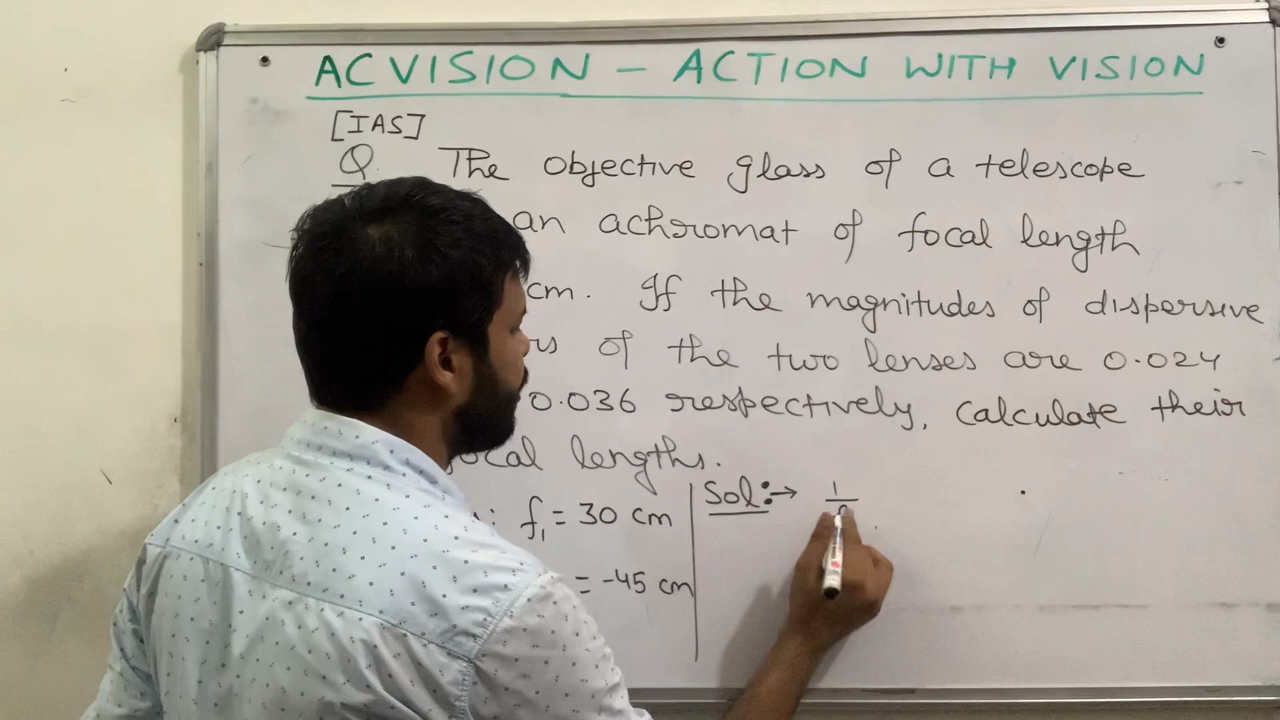 ACVISION - ACTION WITH VISION
[IAS]
Q. The objective glass of a telescope
an achromat of focal length
cm. If the magnitudes of dispersive
of the two lenses are 0.024
0.036 respectively, calculate their
focal lengths.
f₁ = 30 cm
= -45 cm
Sol:→ 1